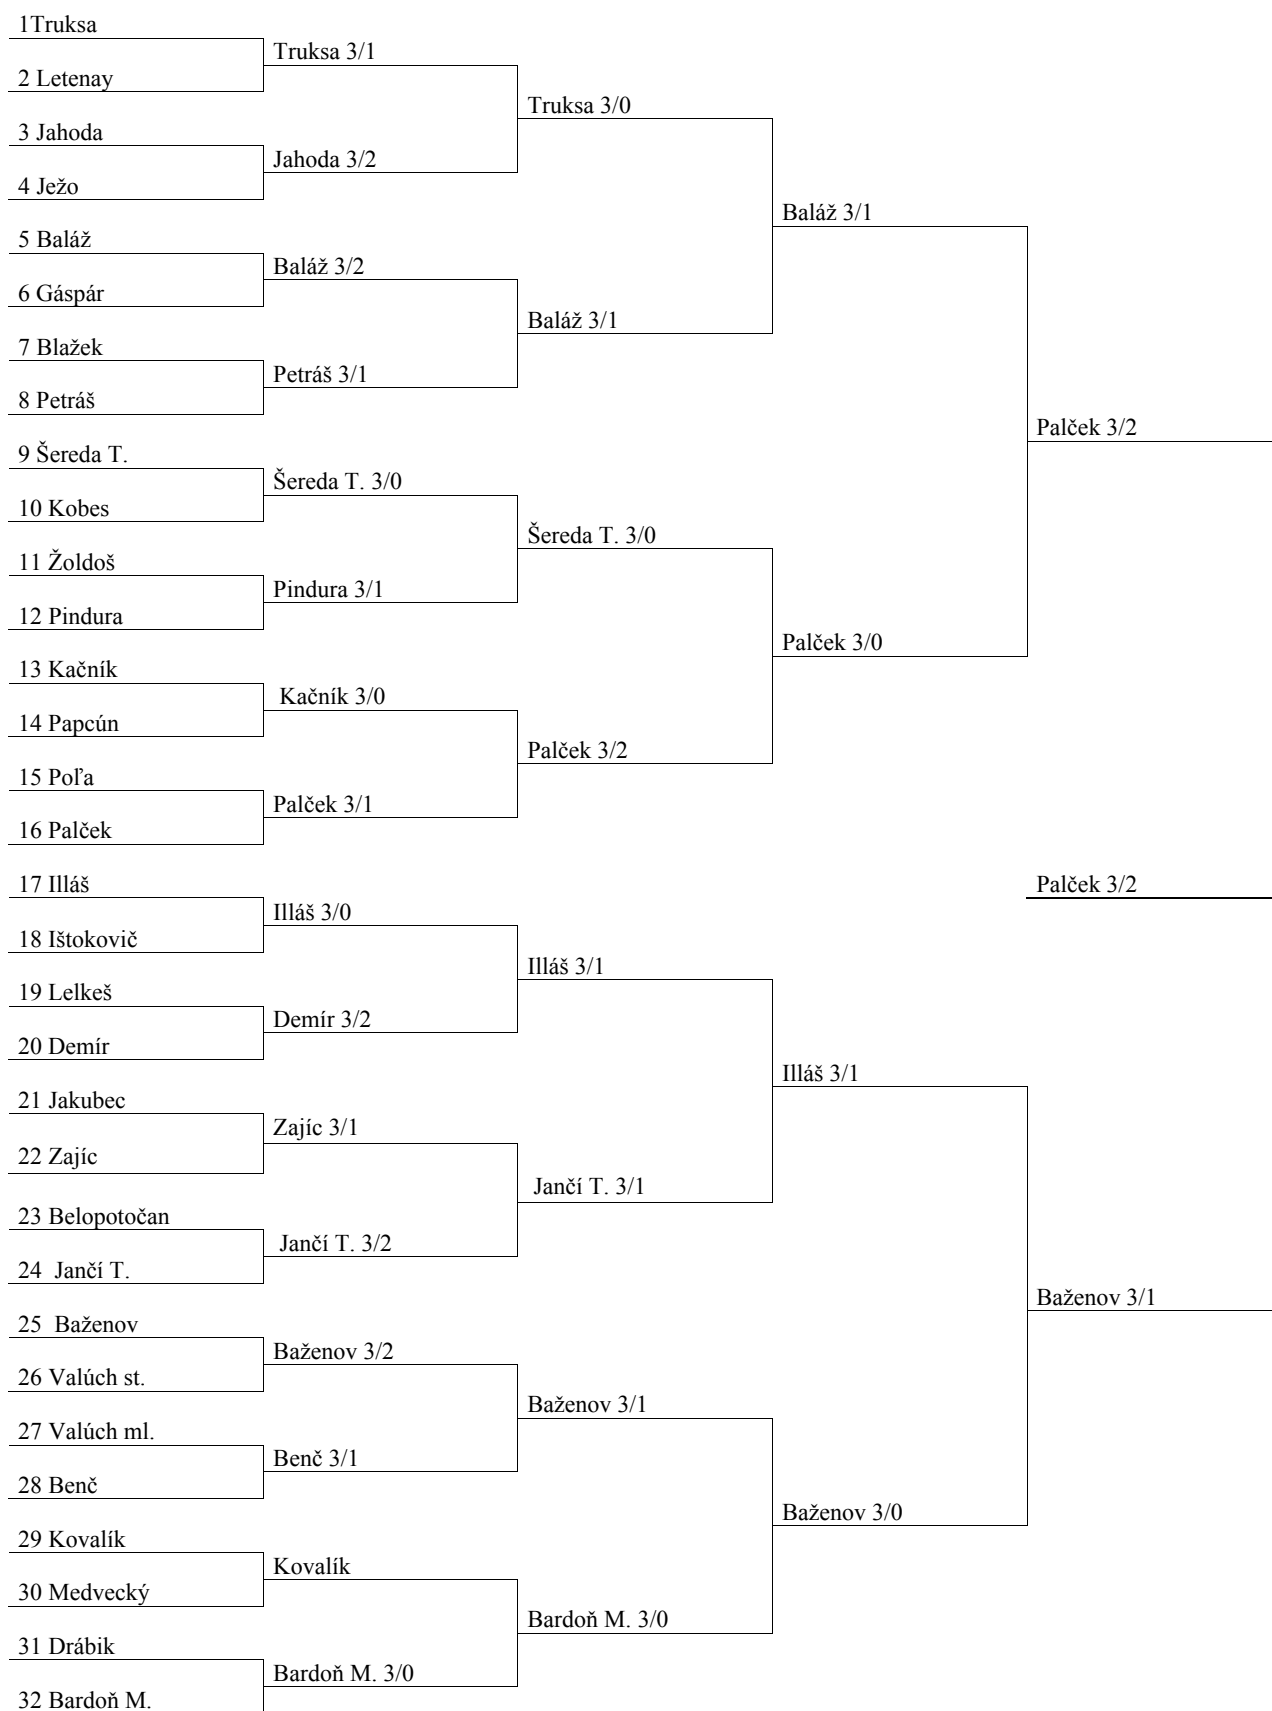 1Truksa
Truksa 3/1
2 Letenay
Truksa 3/0
3 Jahoda
Jahoda 3/2
4 Ježo
Baláž 3/1
5 Baláž
Baláž 3/2
6 Gáspár
Baláž 3/1
7 Blažek
Petráš 3/1
8 Petráš
Palček 3/2
9 Šereda T.
Šereda T. 3/0
10 Kobes
Šereda T. 3/0
11 Žoldoš
Pindura 3/1
12 Pindura
Palček 3/0
13 Kačník
Kačník 3/0
14 Papcún
Palček 3/2
15 Poľa
Palček 3/1
16 Palček
17 Illáš
Palček 3/2
Illáš 3/0
18 Ištokovič
Illáš 3/1
19 Lelkeš
Demír 3/2
20 Demír
Illáš 3/1
21 Jakubec
Zajíc 3/1
22 Zajíc
Jančí T. 3/1
23 Belopotočan
Jančí T. 3/2
24 Jančí T.
Baženov 3/1
25 Baženov
Baženov 3/2
26 Valúch st.
Baženov 3/1
27 Valúch ml.
Benč 3/1
28 Benč
Baženov 3/0
29 Kovalík
Kovalík
30 Medvecký
Bardoň M. 3/0
31 Drábik
Bardoň M. 3/0
32 Bardoň M.